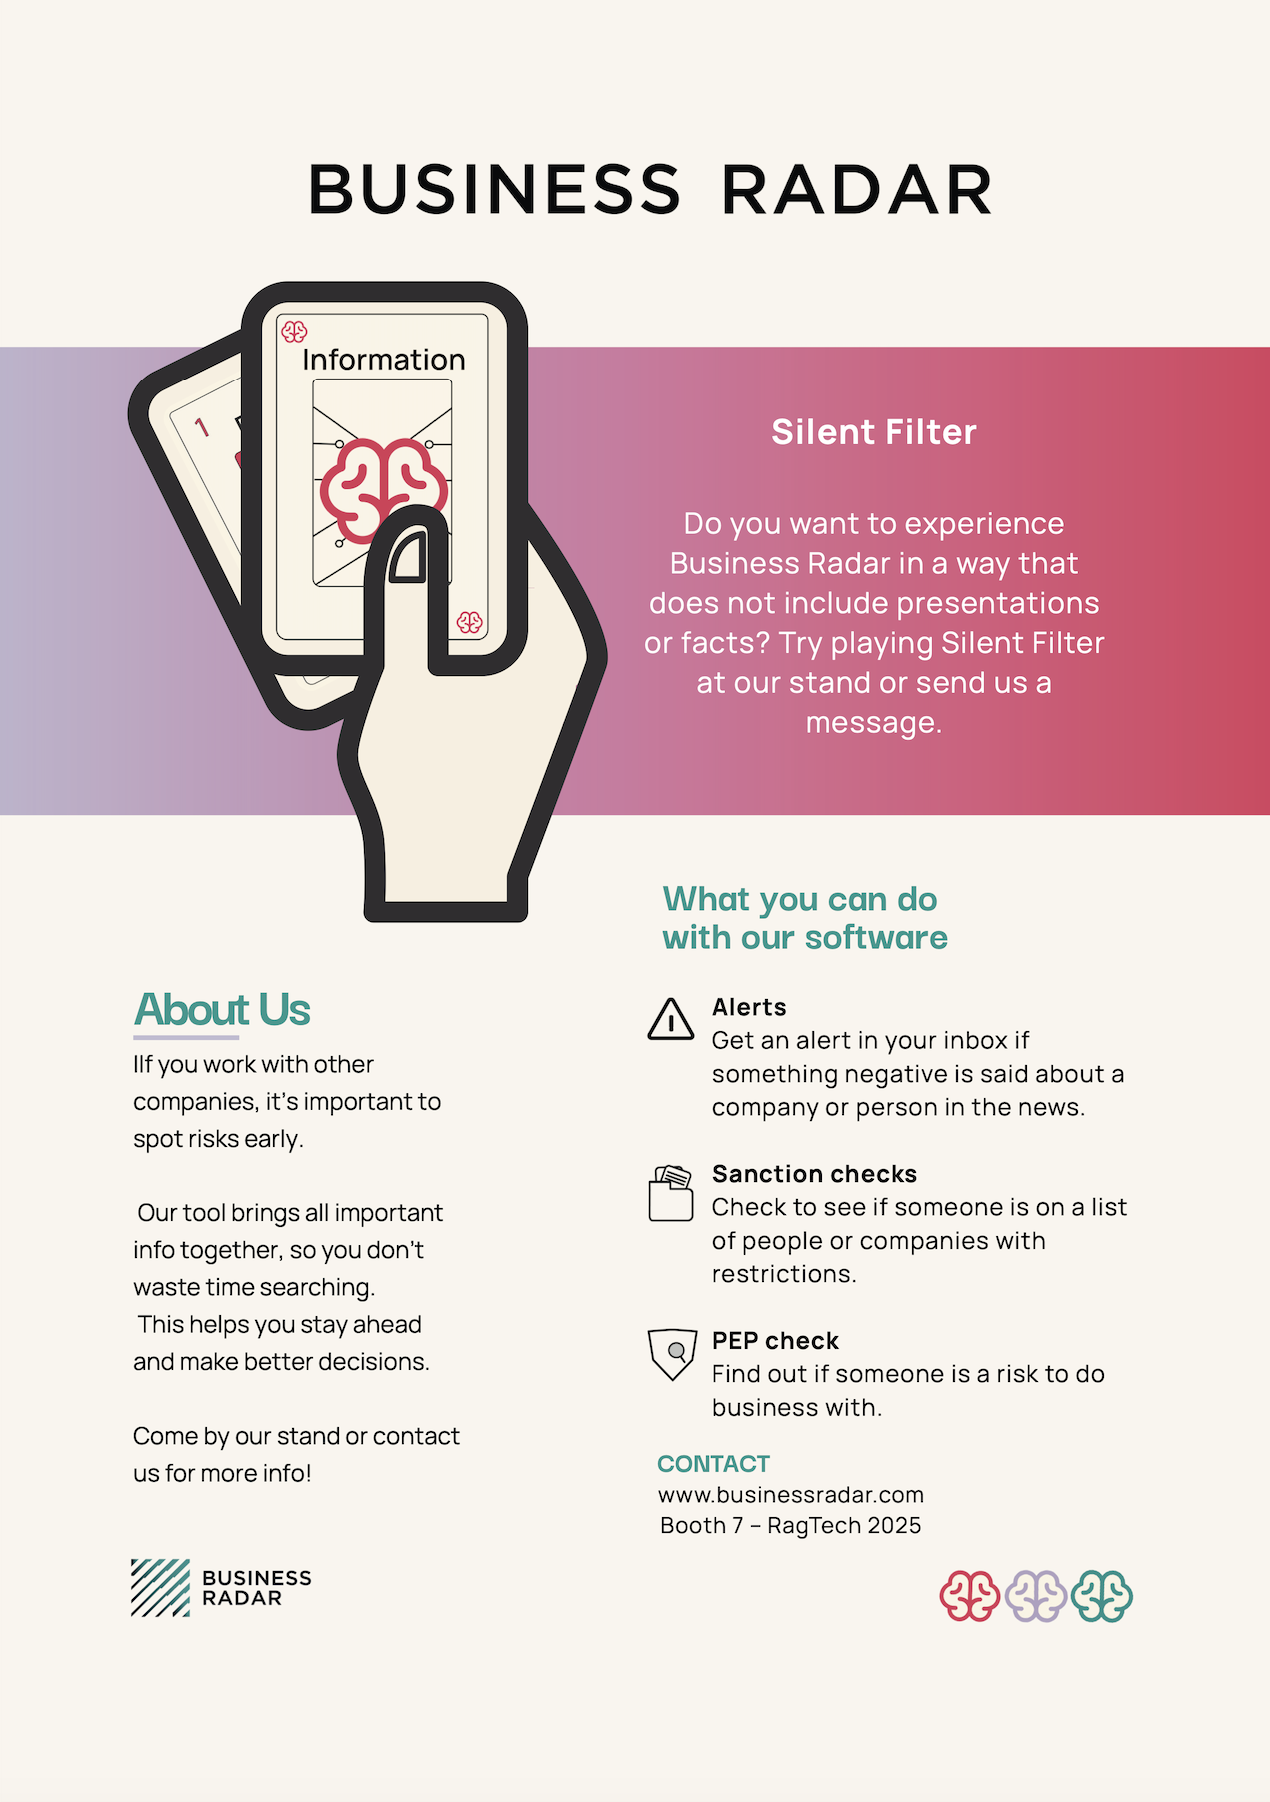 BUSINESS RADAR
Information
1
Silent Filter
Do you want to experience
Business Radar in a way that
does not include presentations
or facts? Try playing Silent Filter
at our stand or send us a
message.
About Us
IIf you work with other
companies, it's important to
spot risks early.
Our tool brings all important
info together, so you don't
waste time searching.
This helps you stay ahead
and make better decisions.
Come by our stand or contact
us for more info!
What you can do
with our software
Alerts
Get an alert in your inbox if
something negative is said about a
company or person in the news.
Sanction checks
Check to see if someone is on a list
of people or companies with
restrictions.
PEP check
Find out if someone is a risk to do
business with.
CONTACT
www.businessradar.com
Booth 7 – RagTech 2025
BUSINESS
RADAR